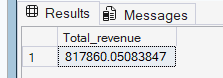 Results Messages
Total_revenue
1 817860.05083847